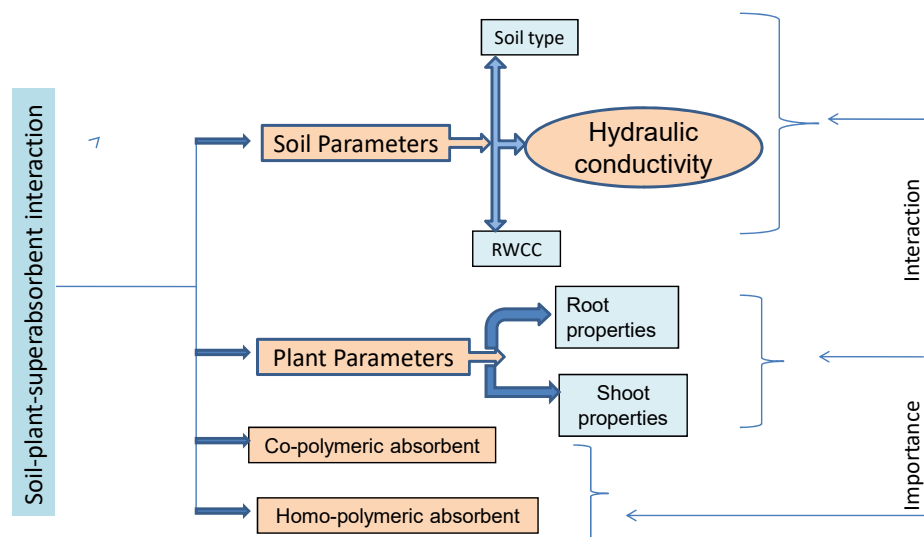 Soil-plant-superabsorbent interaction
Soil type
Soil Parameters
Hydraulic
conductivity
RWCC
Interaction
Root
properties
Plant Parameters
Shoot
properties
Co-polymeric absorbent
Homo-polymeric absorbent
Importance